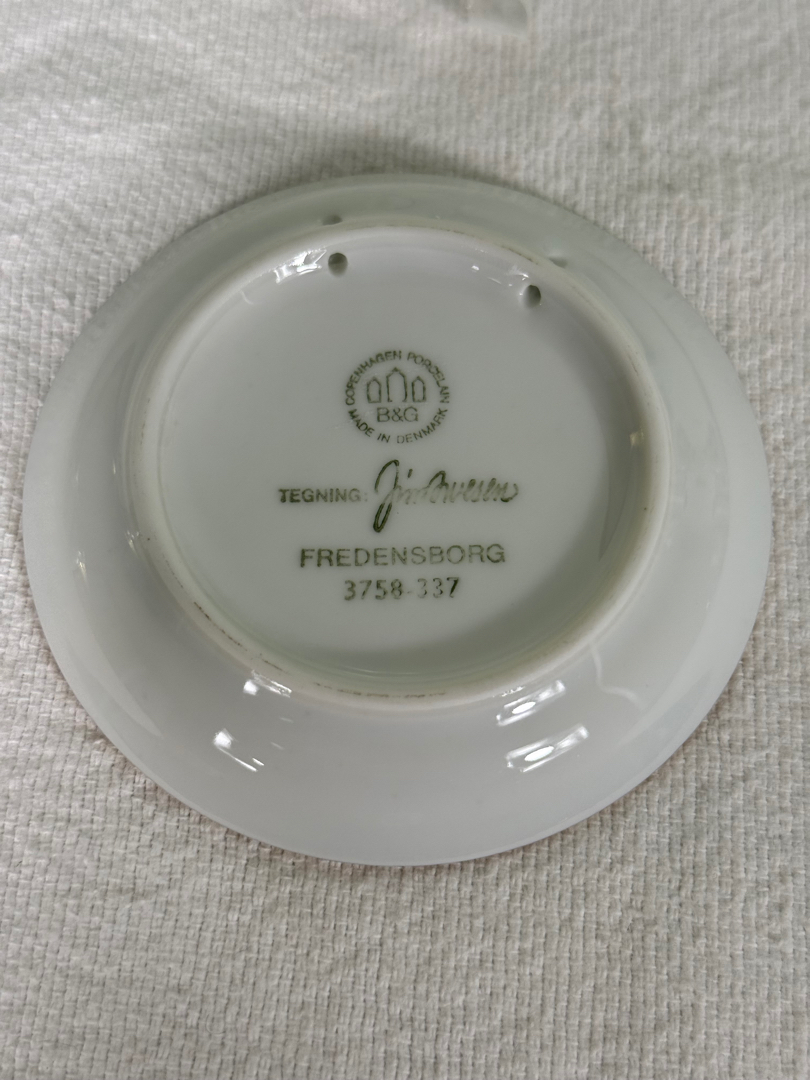 COPENHAGEN PORCELAIN
B&G
MADE IN DENMARK
TEGNING:
FREDENSBORG
3758-337